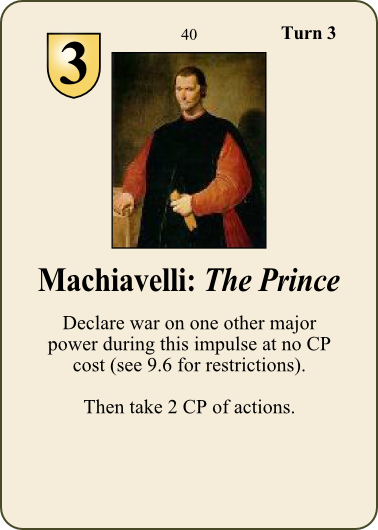 40
Turn 3
3
Machiavelli: The Prince
Declare war on one other major
power during this impulse at no CP
cost (see 9.6 for restrictions).
Then take 2 CP of actions.